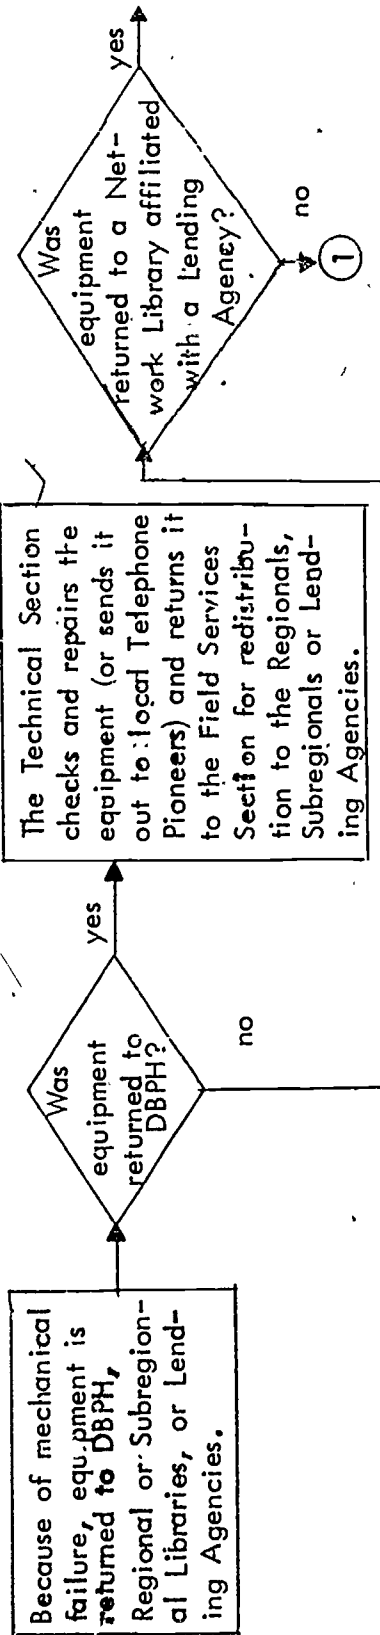 Because of mechanical
failure, equ.pment is
returned to DBPH,
Regional or Subregion-
al Libraries, or Lend-
ing Agencies.
Was
equipment
returned to
DBPH?
yes
no
The Technical Section
checks and repairs the
equipment (or sends it
out to local Telephone
Pioneers) and returns it
to the Field Services
Section for redistribu-
tion to the Regionals,
Subregionals or Lend-
ing Agencies.
Was
equipment
returned to a Net-
work Library affiliated
with a Lending
Agency?
yes
no
1